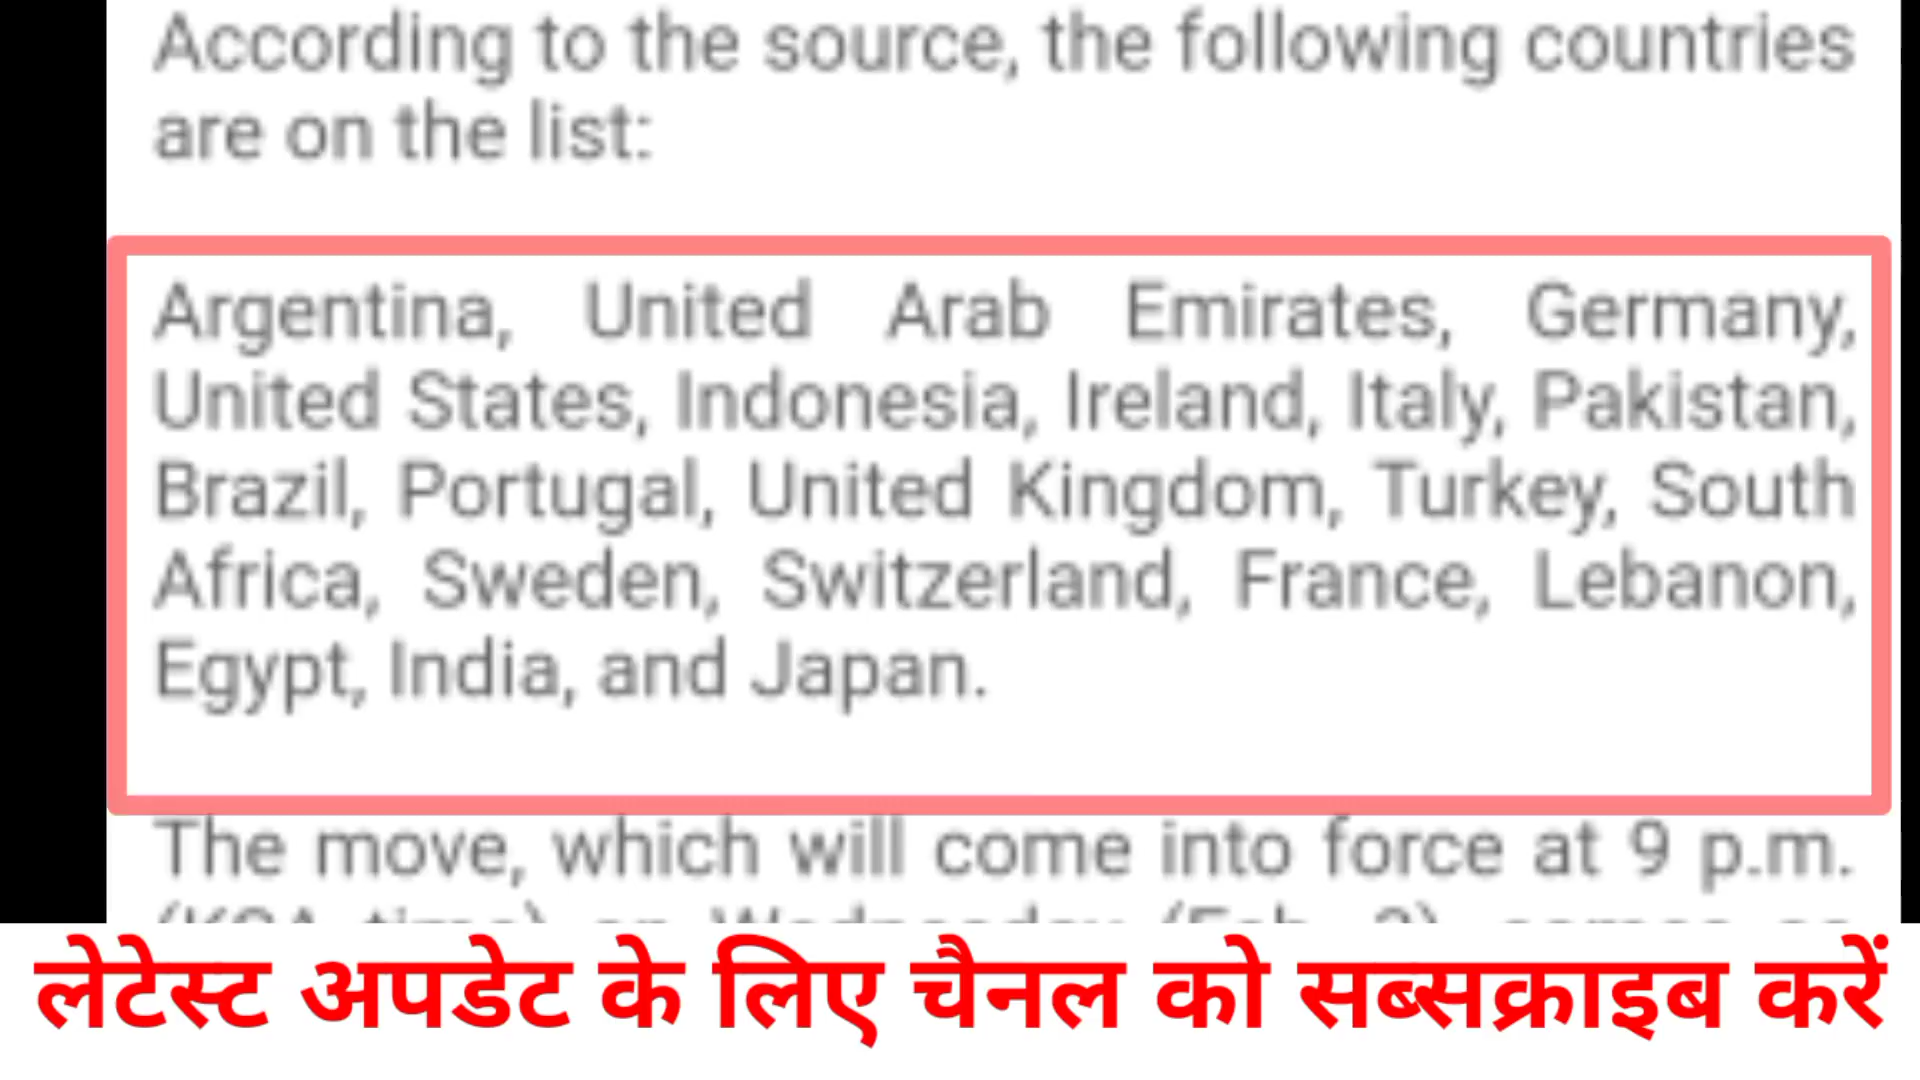 According to the source, the following countries
are on the list:
Argentina, United Arab Emirates, Germany,
United States, Indonesia, Ireland, Italy, Pakistan,
Brazil, Portugal, United Kingdom, Turkey, South
Africa, Sweden, Switzerland, France, Lebanon,
Egypt, India, and Japan.
The move, which will come into force at 9 p.m.
लेटेस्ट अपडेट के लिए चैनल को सब्सक्राइब करें